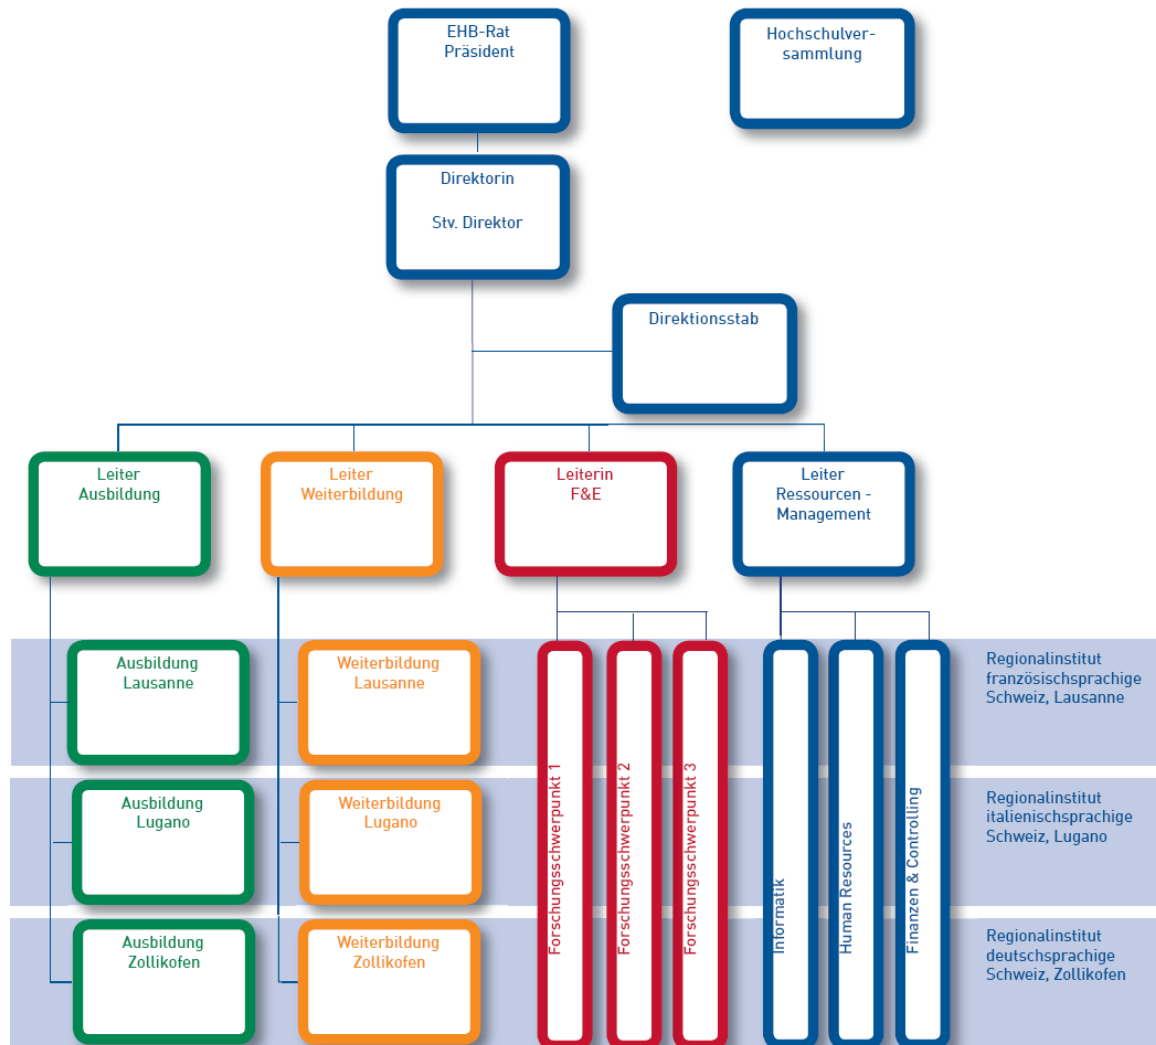 EHB-Rat
Präsident
Hochschulver-
sammlung
Direktorin
Stv. Direktor
Direktionsstab
Leiter
Ausbildung
Leiter
Weiterbildung
Leiterin
F&E
Leiter
Ressourcen -
Management
Ausbildung
Lausanne
Weiterbildung
Lausanne
Regionalinstitut
französischsprachige
Schweiz, Lausanne
Ausbildung
Lugano
Weiterbildung
Lugano
Regionalinstitut
italienischsprachige
Schweiz, Lugano
Ausbildung
Zollikofen
Weiterbildung
Zollikofen
Regionalinstitut
deutschsprachige
Schweiz, Zollikofen
Forschungsschwerpunkt 1
Forschungsschwerpunkt 2
Forschungsschwerpunkt 3
Informatik
Human Resources
Finanzen & Controlling